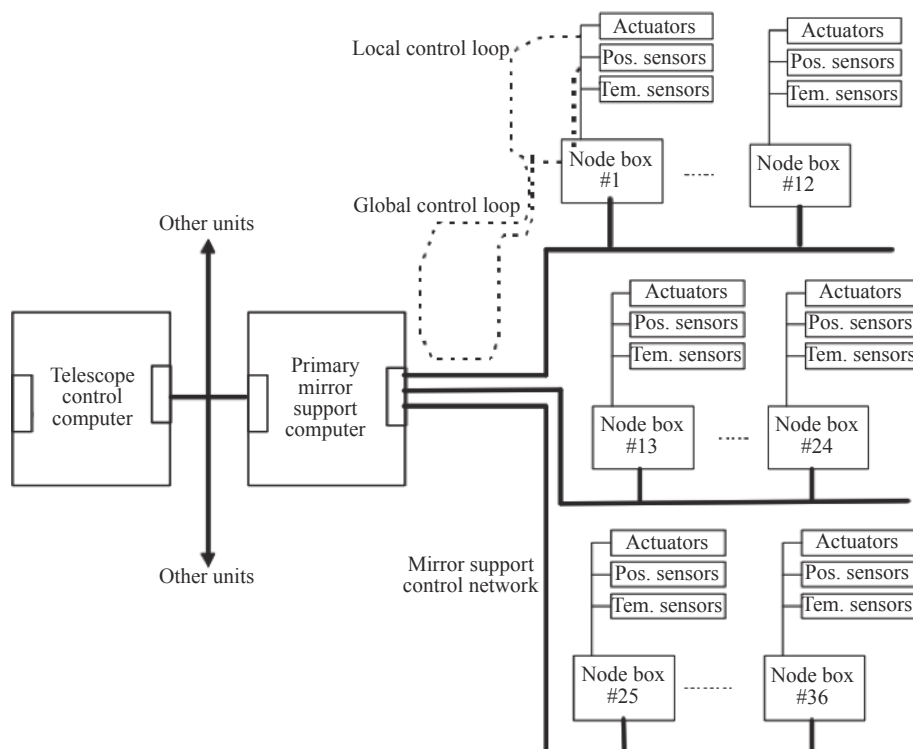 Local control loop
Actuators
Pos. sensors
Tem. sensors
Node box
#1
Actuators
Pos. sensors
Tem. sensors
Node box
#12
Global control loop
Other units
Telescope
control
computer
Primary
mirror
support
computer
Other units
Actuators
Pos. sensors
Tem. sensors
Node box
#13
Actuators
Pos. sensors
Tem. sensors
Node box
#24
Mirror support
control network
Actuators
Pos. sensors
Tem. sensors
Node box
#25
Actuators
Pos. sensors
Tem. sensors
Node box
#36